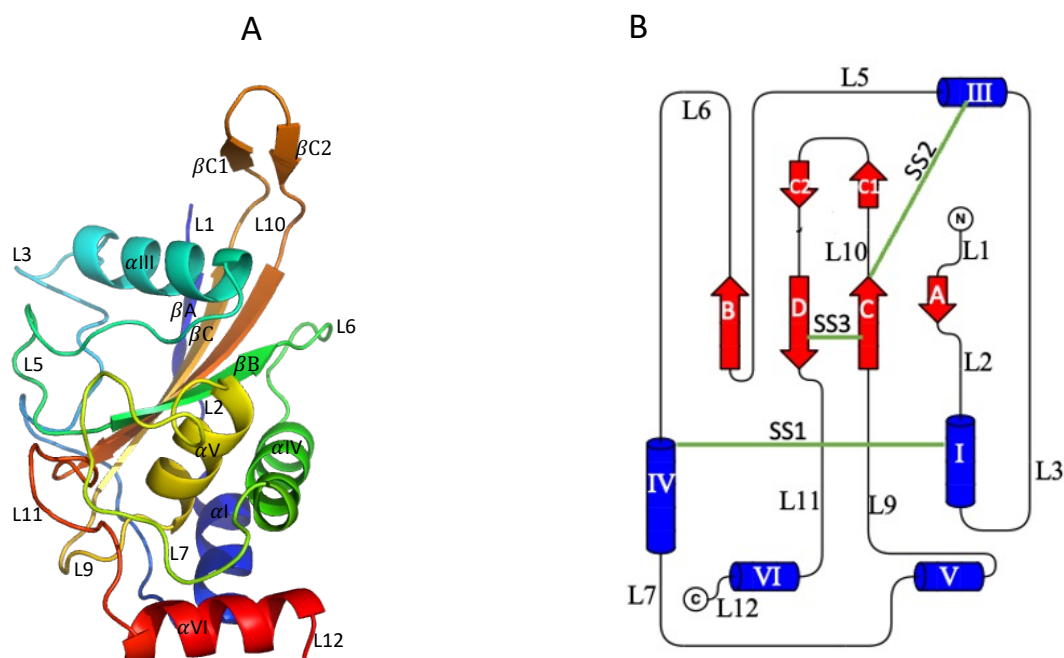 A
βC1
βC2
L1
L10
L3
αIII
βA
βC
L6
L5
βB
L2
αV
αIV
L11
αI
L7
L9
αVI
L12
B
L5
III
L6
SS2
C2
C1
N
L10
L1
B
D
C
A
SS3
L2
SS1
IV
I
L11
L9
L3
VI
V
L7
C
L12